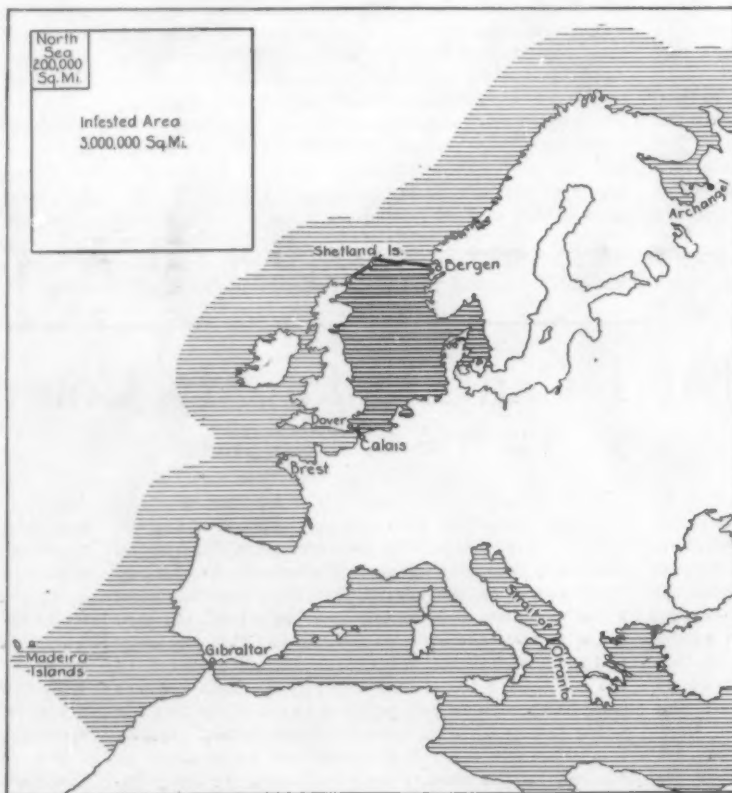 North
Sea
200,000
Sq. Mi.
Infested Area
3,000,000 Sq. Mi.
Archangel
Shetland Is.
Bergen
Dover
Calais
Brest
Strait of
Otranto
Gibraltar
Madeira
Islands